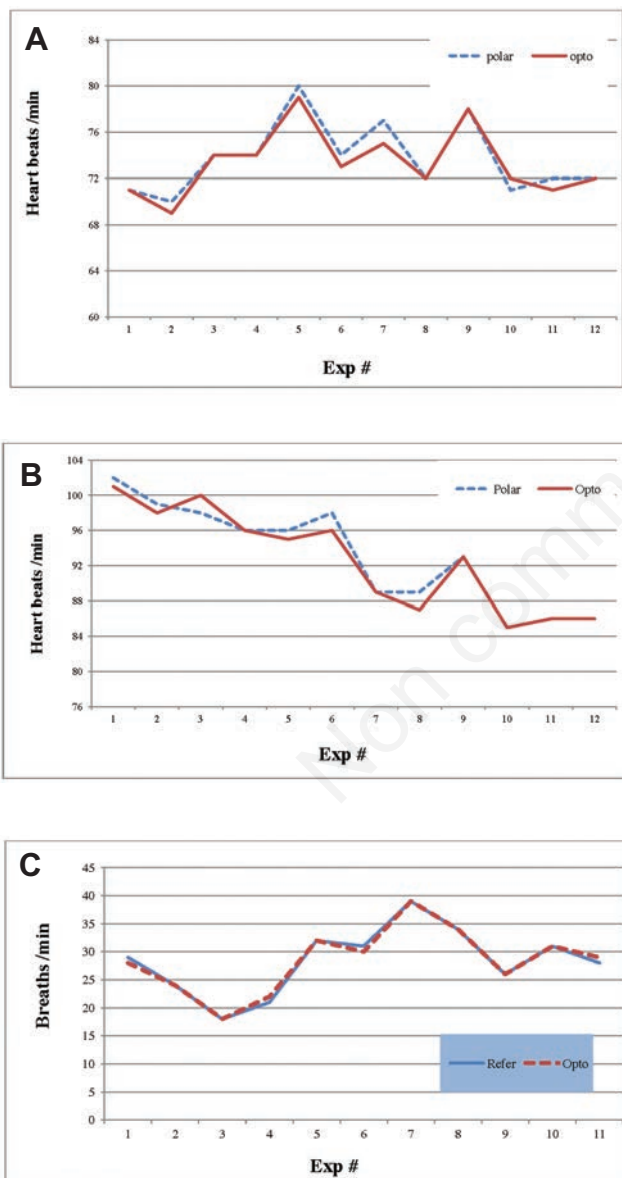 A
84
80
76
72
68
64
60
Heart beats /min
polar opto
1 2 3 4 5 6 7 8 9 10 11 12
Exp #
B
104
100
96
92
88
84
80
76
Heart beats /min
Polar Opto
1 2 3 4 5 6 7 8 9 10 11 12
Exp #
Non comm
C
45
40
35
30
25
20
15
10
5
0
Breaths /min
Refer Opto
1 2 3 4 5 6 7 8 9 10 11
Exp #